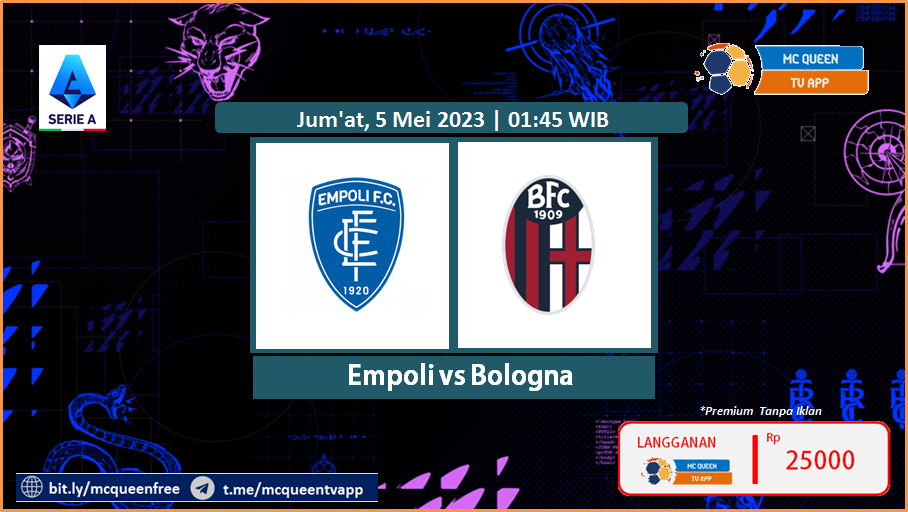 SERIE A
MC QUEEN
TV APP
Jum'at, 5 Mei 2023 | 01:45 WIB
EMPOLI F.C.
1920
BFC
1909
Empoli vs Bologna
*Premium Tanpa Iklan
LANGGANAN
MC QUEEN
TV APP
Rp
25000
bit.ly/mcqueenfree
t.me/mcqueentvapp